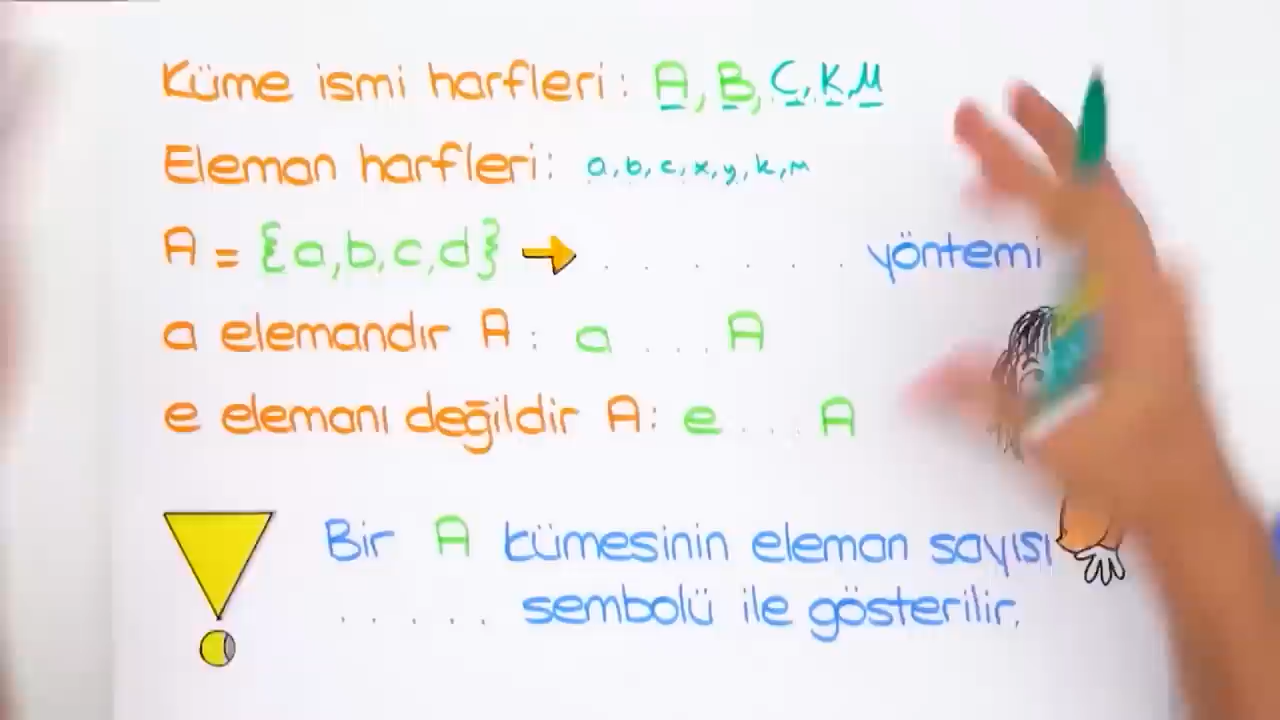 Küme ismi harfleri: A, B, C, K, M
Eleman harfleri: a, b, c, x, y, k, m
A = {a, b, c, d} → . . . . . . . yöntemi
a elemandır A: a . . . A
e elemanı değildir A: e . . . A
Bir A kümesinin eleman sayısı
. . . . . sembolü ile gösterilir.